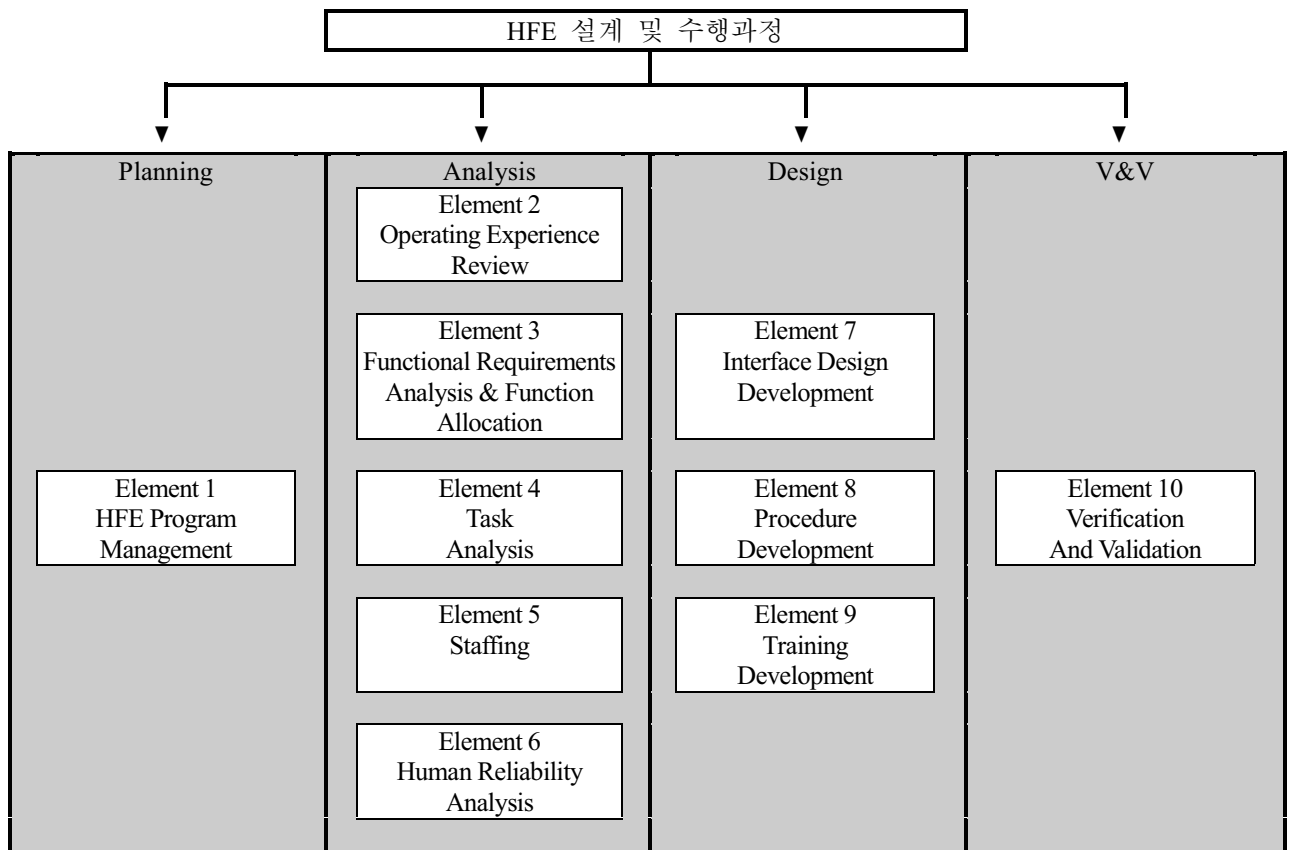 HFE 설계 및 수행과정
Planning
Element 1
HFE Program
Management
Analysis
Element 2
Operating Experience
Review
Element 3
Functional Requirements
Analysis & Function
Allocation
Element 4
Task
Analysis
Element 5
Staffing
Element 6
Human Reliability
Analysis
Design
Element 7
Interface Design
Development
Element 8
Procedure
Development
Element 9
Training
Development
V&V
Element 10
Verification
And Validation